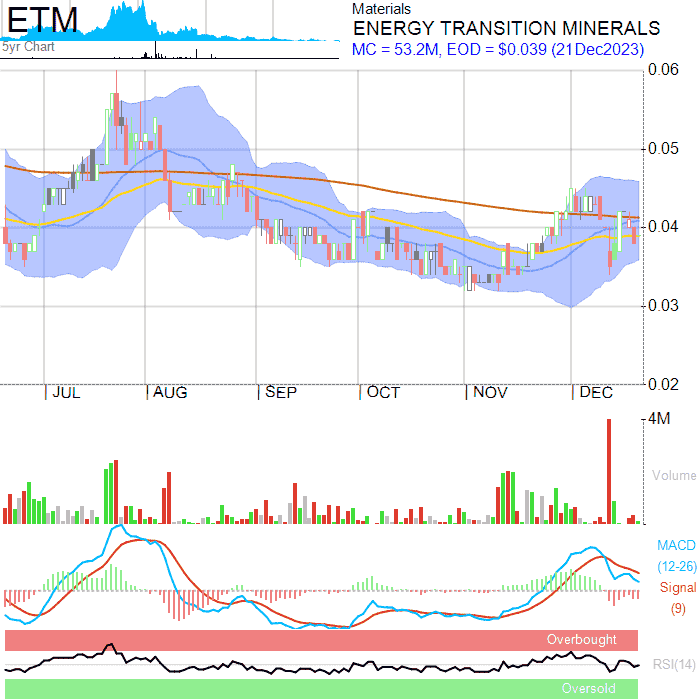 ETM
5yr Chart
Materials
ENERGY TRANSITION MINERALS
MC = 53.2M, EOD = $0.039 (21Dec2023)
0.06
0.05
0.04
0.03
0.02
JUL AUG SEP OCT NOV DEC
4M
Volume
MACD
(12-26)
Signal
(9)
Overbought
RSI(14)
Oversold